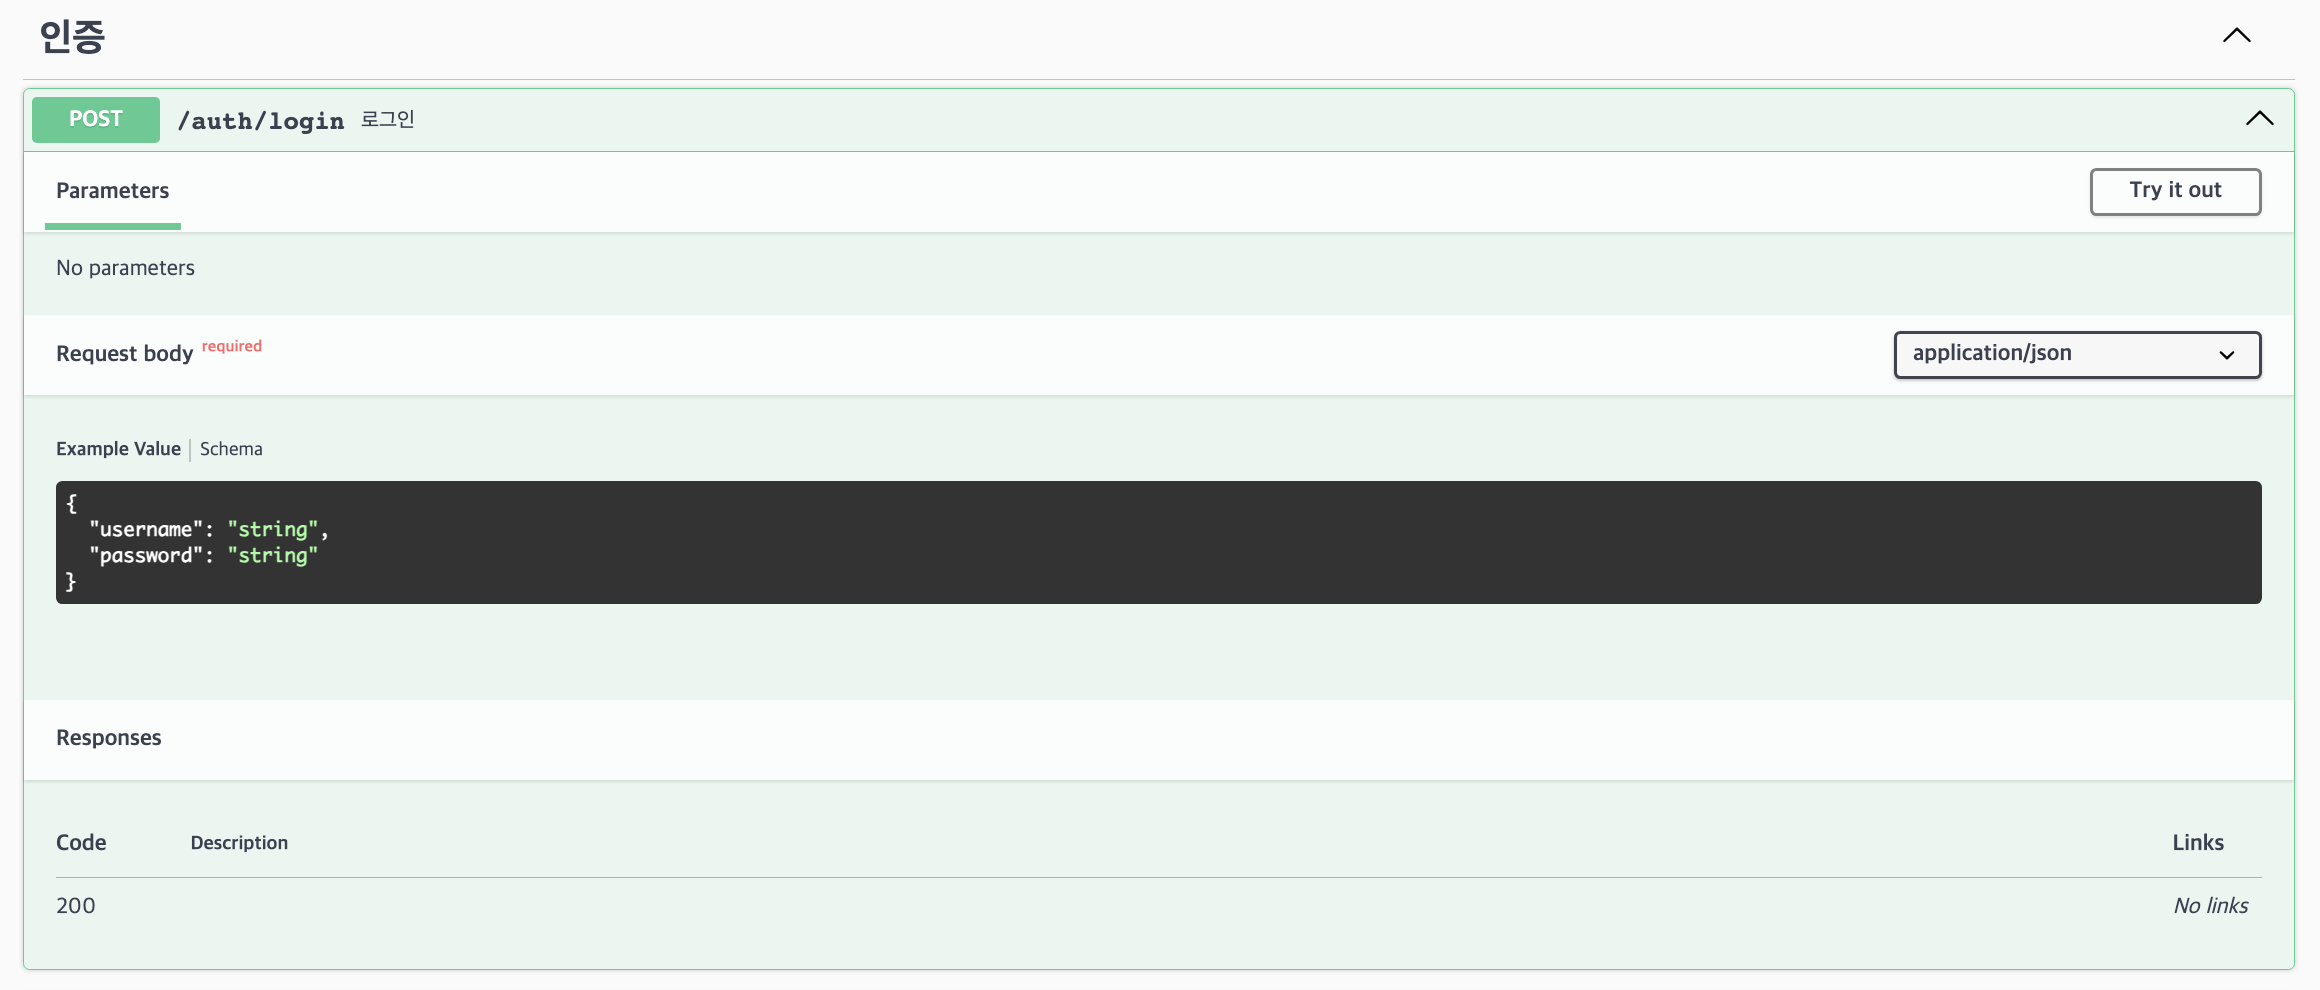 인증
POST /auth/login 로그인
Parameters
Try it out
No parameters
Request body required
application/json
Example Value | Schema
{
  "username": "string",
  "password": "string"
}
Responses
Code Description Links
200 No links